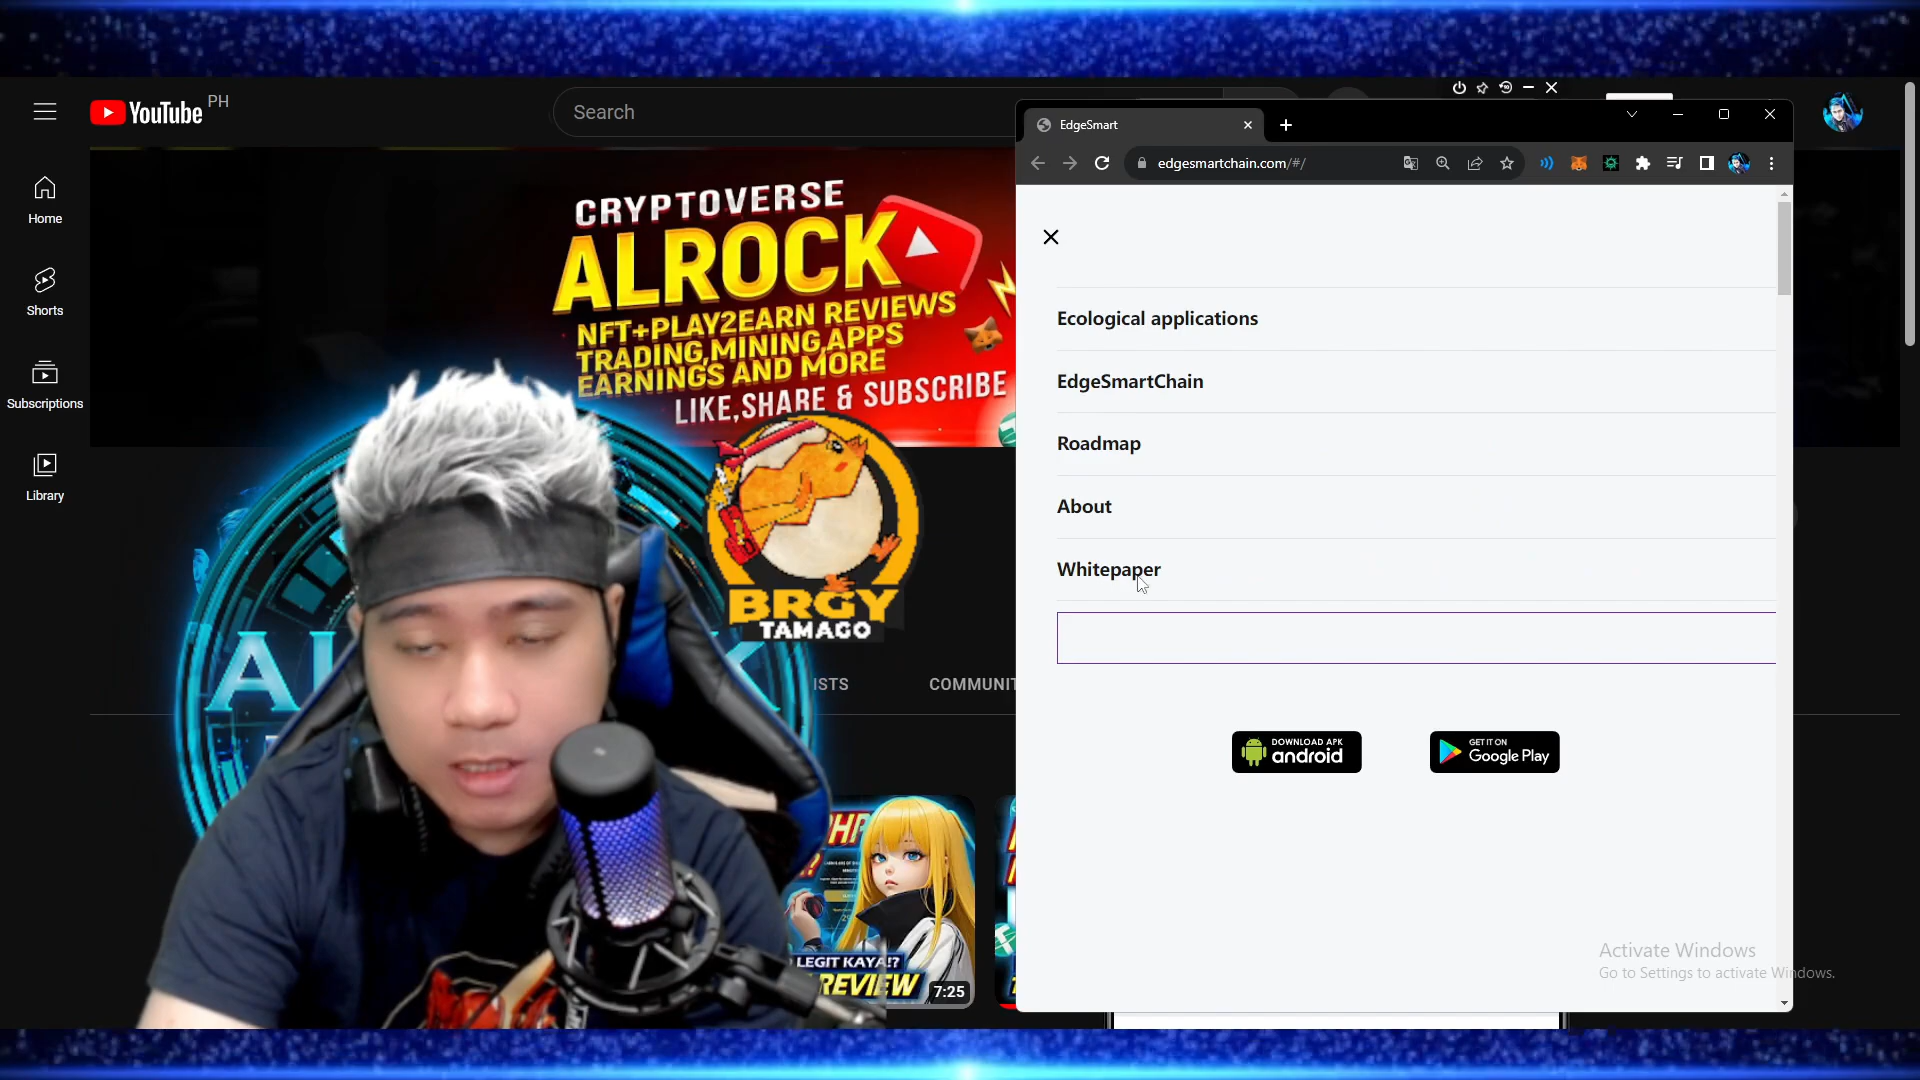 YouTube PH
Search
Home
Shorts
Subscriptions
Library
CRYPTOVERSE
ALROCK
NFT+PLAY2EARN REVIEWS
TRADING,MINING,APPS
EARNINGS AND MORE
LIKE,SHARE & SUBSCRIBE
BRGY
TAMAGO
ISTS
COMMUNIT
LEGIT KAYA!?
REVIEW
7:25
EdgeSmart
edgesmartchain.com/#/
Ecological applications
EdgeSmartChain
Roadmap
About
Whitepaper
DOWNLOAD APK
android
GET IT ON
Google Play
Activate Windows
Go to Settings to activate Windows.